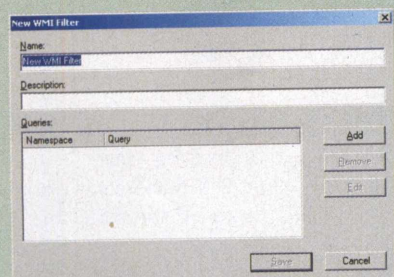 New WMI Filter
Name:
New WMI Filter
Description:
Queries:
Namespace Query
Add
Remove
Edit
Save Cancel